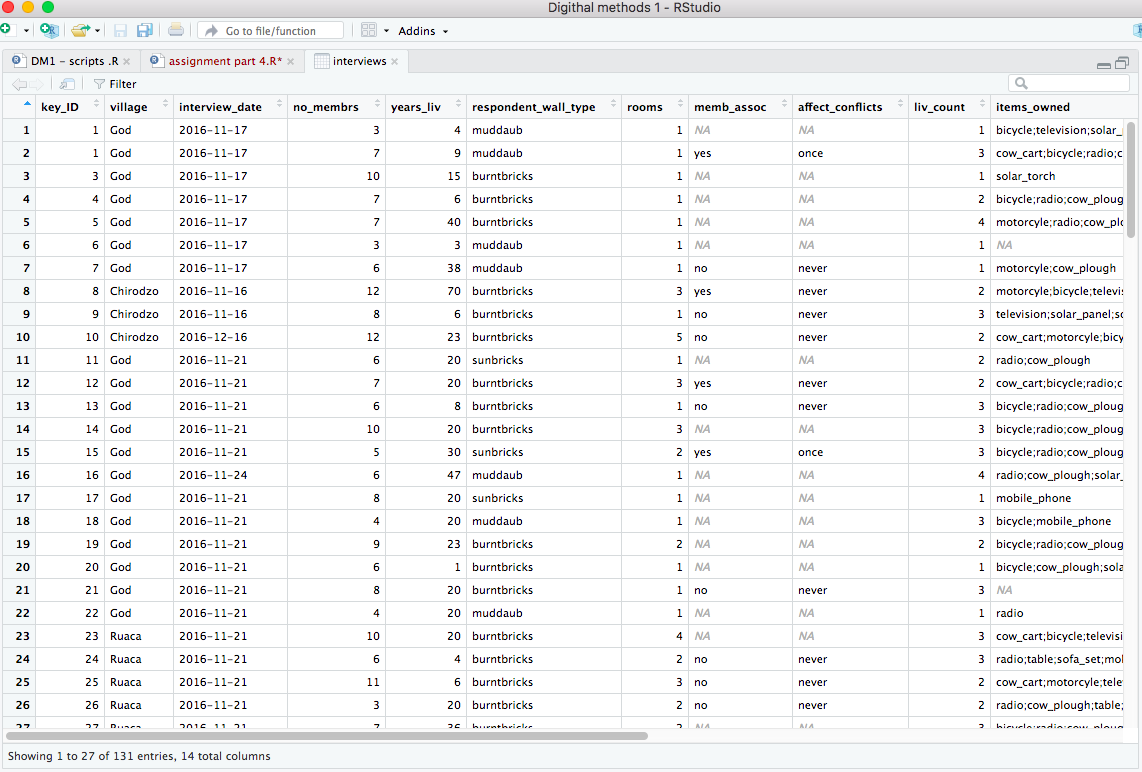 Digithal methods 1 - RStudio
Go to file/function Addins
DM1 - scripts .R assignment part 4.R* interviews
Filter
key_ID village interview_date no_membrs years_liv respondent_wall_type rooms memb_assoc affect_conflicts liv_count items_owned
1 1 God 2016-11-17 3 4 muddaub 1 NA NA 1 bicycle;television;solar_
2 1 God 2016-11-17 7 9 muddaub 1 yes once 3 cow_cart;bicycle;radio;c
3 3 God 2016-11-17 10 15 burntbricks 1 NA NA 1 solar_torch
4 4 God 2016-11-17 7 6 burntbricks 1 NA NA 2 bicycle;radio;cow_ploug
5 5 God 2016-11-17 7 40 burntbricks 1 NA NA 4 motorcyle;radio;cow_plo
6 6 God 2016-11-17 3 3 muddaub 1 NA NA 1 NA
7 7 God 2016-11-17 6 38 muddaub 1 no never 1 motorcyle;cow_plough
8 8 Chirodzo 2016-11-16 12 70 burntbricks 3 yes never 2 motorcyle;bicycle;televis
9 9 Chirodzo 2016-11-16 8 6 burntbricks 1 no never 3 television;solar_panel;so
10 10 Chirodzo 2016-12-16 12 23 burntbricks 5 no never 2 cow_cart;motorcyle;bicy
11 11 God 2016-11-21 6 20 sunbricks 1 NA NA 2 radio;cow_plough
12 12 God 2016-11-21 7 20 burntbricks 3 yes never 2 cow_cart;bicycle;radio;c
13 13 God 2016-11-21 6 8 burntbricks 1 no never 3 bicycle;radio;cow_ploug
14 14 God 2016-11-21 10 20 burntbricks 3 NA NA 3 bicycle;radio;cow_ploug
15 15 God 2016-11-21 5 30 sunbricks 2 yes once 3 bicycle;radio;cow_ploug
16 16 God 2016-11-24 6 47 muddaub 1 NA NA 4 radio;cow_plough;solar_
17 17 God 2016-11-21 8 20 sunbricks 1 NA NA 1 mobile_phone
18 18 God 2016-11-21 4 20 muddaub 1 NA NA 3 bicycle;mobile_phone
19 19 God 2016-11-21 9 23 burntbricks 2 NA NA 3 bicycle;radio;cow_ploug
20 20 God 2016-11-21 6 1 burntbricks 1 NA NA 1 bicycle;cow_plough;sola
21 21 God 2016-11-21 8 20 burntbricks 1 no never 3 NA
22 22 God 2016-11-21 4 20 muddaub 1 NA NA 1 radio
23 23 Ruaca 2016-11-21 10 20 burntbricks 4 NA NA 3 cow_cart;bicycle;televisi
24 24 Ruaca 2016-11-21 6 4 burntbricks 2 no never 3 radio;table;sofa_set;mol
25 25 Ruaca 2016-11-21 11 6 burntbricks 3 no never 2 cow_cart;motorcyle;tele
26 26 Ruaca 2016-11-21 3 20 burntbricks 2 no never 2 radio;cow_plough;table;
27 27 Ruaca 2016-11-21 7 36 burntbricks 2 NA NA 3 bicycle;radio;cow_ploug
Showing 1 to 27 of 131 entries, 14 total columns